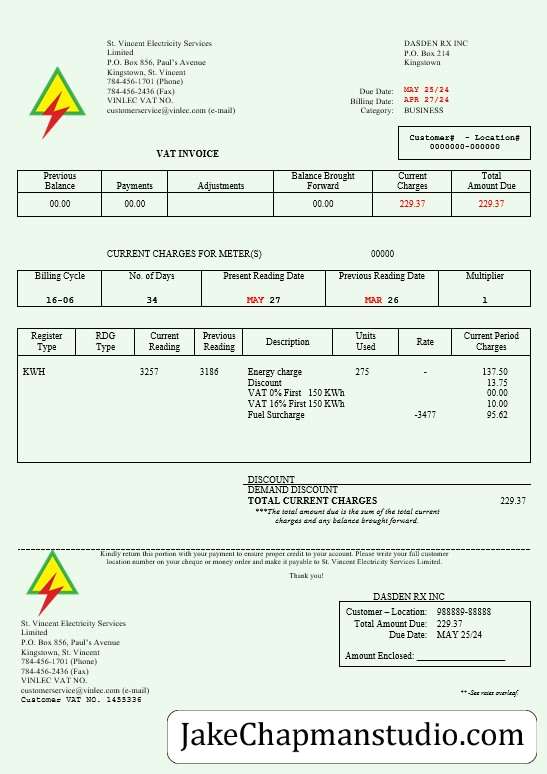 St. Vincent Electricity Services
Limited
P.O. Box 856, Paul’s Avenue
Kingstown, St. Vincent
784-456-1701 (Phone)
784-456-2436 (Fax)
VINLEC VAT NO.
customerservice@vinlec.com (e-mail)
DASDEN RX INC
P.O. Box 214
Kingstown
Due Date: MAY 25/24
Billing Date: APR 27/24
Category: BUSINESS
Customer# - Location#
0000000-000000
VAT INVOICE
Previous Balance Payments Adjustments Balance Brought Forward Current Charges Total Amount Due
00.00 00.00 00.00 229.37 229.37
CURRENT CHARGES FOR METER(S) 00000
Billing Cycle No. of Days Present Reading Date Previous Reading Date Multiplier
16-06 34 MAY 27 MAR 26 1
Register Type RDG Type Current Reading Previous Reading Description Units Used Rate Current Period Charges
KWH 3257 3186 Energy charge 275 - 137.50
Discount 13.75
VAT 0% First 150 KWh 00.00
VAT 16% First 150 KWh 10.00
Fuel Surcharge -3477 95.62
DISCOUNT
DEMAND DISCOUNT
TOTAL CURRENT CHARGES 229.37
***The total amount due is the sum of the total current
charges and any balance brought forward.
Kindly return this portion with your payment to ensure proper credit to your account. Please write your full customer
location number on your cheque or money order and make it payable to St. Vincent Electricity Services Limited.
Thank you!
St. Vincent Electricity Services
Limited
P.O. Box 856, Paul’s Avenue
Kingstown, St. Vincent
784-456-1701 (Phone)
784-456-2436 (Fax)
VINLEC VAT NO.
customerservice@vinlec.com (e-mail)
Customer VAT NO. 1455336
DASDEN RX INC
Customer – Location: 988889-88888
Total Amount Due: 229.37
Due Date: MAY 25/24
Amount Enclosed: ____________________
**-See rates overleaf.
JakeChapmanstudio.com